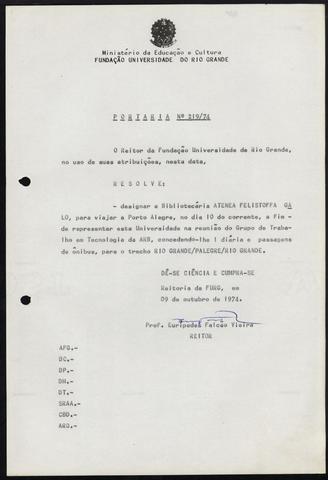 Ministério da Educação e Cultura
FUNDAÇÃO UNIVERSIDADE DO RIO GRANDE
PORTARIA Nº 219/74
O Reitor da Fundação Universidade de Rio Grande,
no uso de suas atribuições, nesta data,
RESOLVE:
- designar a Bibliotecária ATENEA FELISTOFFA GA
LO, para viajar a Porto Alegre, no dia 10 do corrente, a fim-
de representar esta Universidade na reunião do Grupo de Traba-
lho em Tecnologia da ARB, concedendo-lhe 1 diária e passagens
de ônibus, para o trecho RIO GRANDE/PALEGRE/RIO GRANDE.
DÊ-SE CIÊNCIA E CUMPRA-SE
Reitoria da FURG, em
09 de outubro de 1974.
Prof. Eurípedes Falcão Vieira
REITOR
AFG.-
DC.-
DP.-
DM.-
DT.-
SRAA.-
CBD.-
ARQ.-